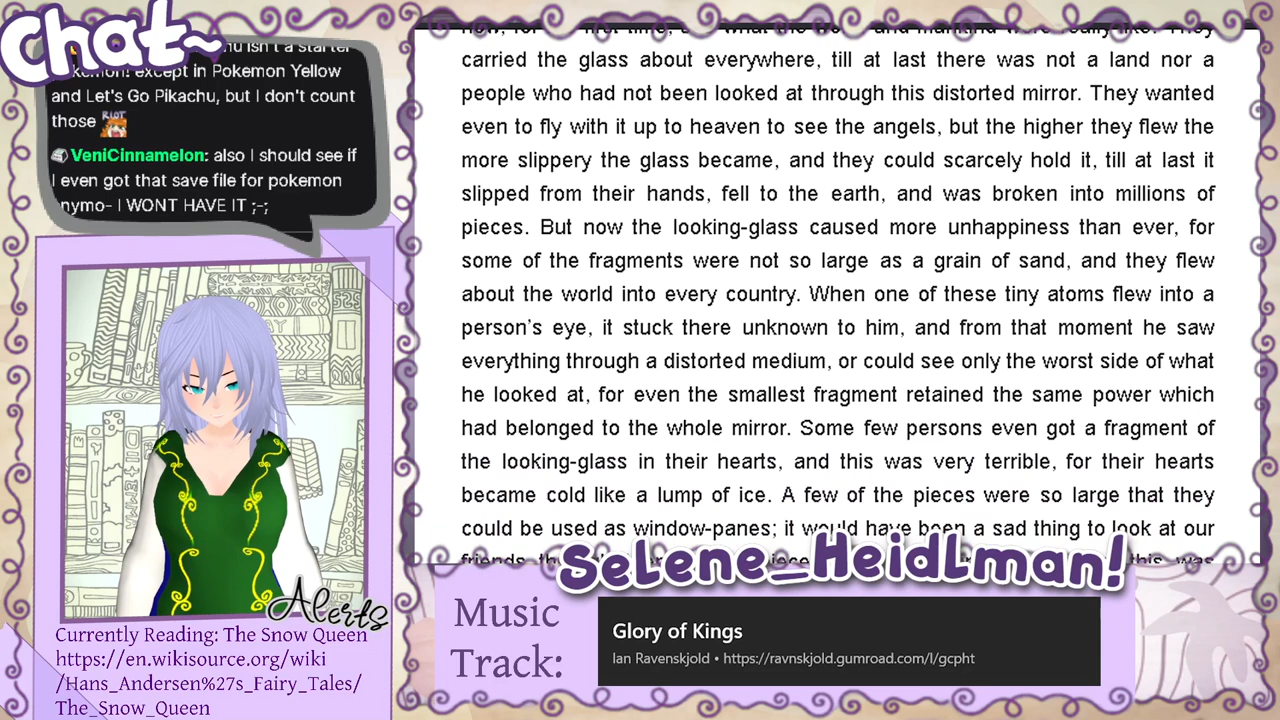 Chat~
isn't a starter
except in Pokemon Yellow
and Let's Go Pikachu, but I don't count
those RIOT
VeniCinnamelon: also I should see if
I even got that save file for pokemon
anymo- I WONT HAVE IT ;-;
carried the glass about everywhere, till at last there was not a land nor a
people who had not been looked at through this distorted mirror. They wanted
even to fly with it up to heaven to see the angels, but the higher they flew the
more slippery the glass became, and they could scarcely hold it, till at last it
slipped from their hands, fell to the earth, and was broken into millions of
pieces. But now the looking-glass caused more unhappiness than ever, for
some of the fragments were not so large as a grain of sand, and they flew
about the world into every country. When one of these tiny atoms flew into a
person's eye, it stuck there unknown to him, and from that moment he saw
everything through a distorted medium, or could see only the worst side of what
he looked at, for even the smallest fragment retained the same power which
had belonged to the whole mirror. Some few persons even got a fragment of
the looking-glass in their hearts, and this was very terrible, for their hearts
became cold like a lump of ice. A few of the pieces were so large that they
could be used as window-panes; it would have been a sad thing to look at our
friends this was
Selene_Heidlman!
Alerts
Currently Reading: The Snow Queen
https://en.wikisource.org/wiki
/Hans_Andersen%27s_Fairy_Tales/
The_Snow_Queen
Music
Track:
Glory of Kings
Ian Ravenskjold • https://ravnskjold.gumroad.com/l/gcpht